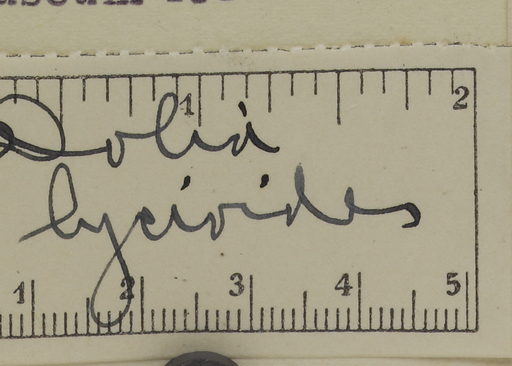 1 2
Dolia
lycioides
1 2 3 4 5